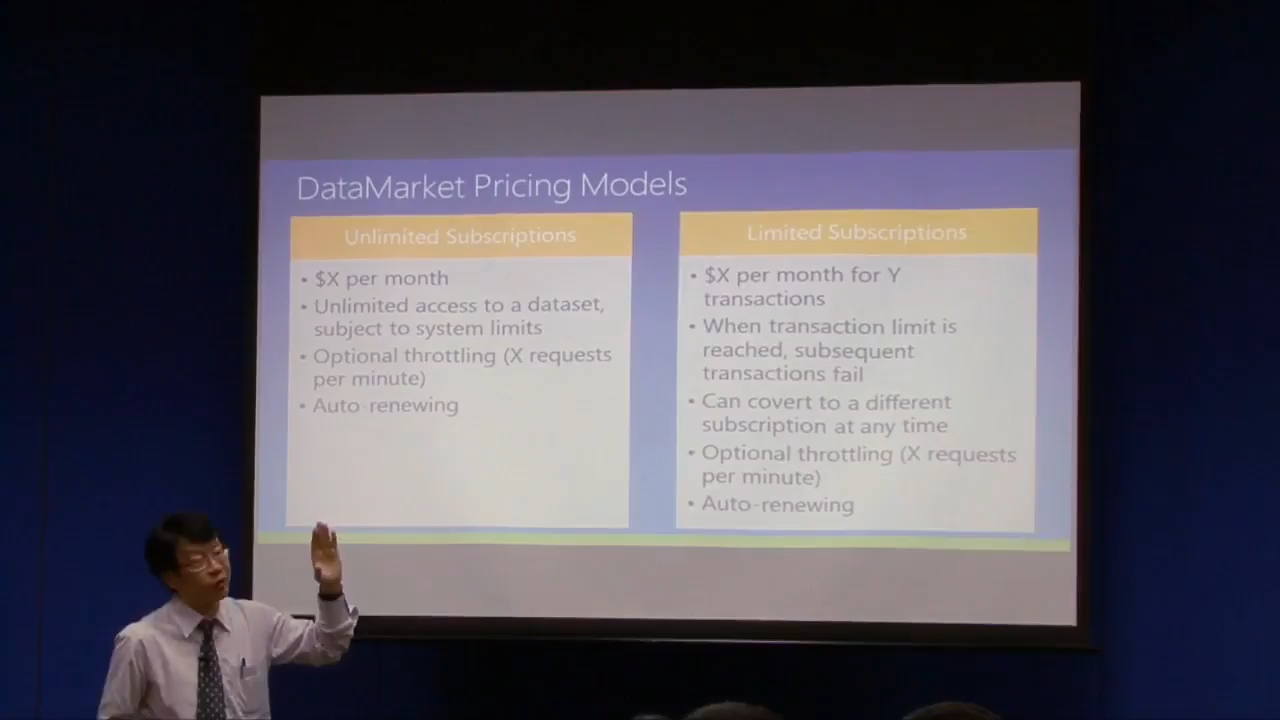 DataMarket Pricing Models
Unlimited Subscriptions
• $X per month
• Unlimited access to a dataset,
subject to system limits
• Optional throttling (X requests
per minute)
• Auto-renewing
Limited Subscriptions
• $X per month for Y
transactions
• When transaction limit is
reached, subsequent
transactions fail
• Can covert to a different
subscription at any time
• Optional throttling (X requests
per minute)
• Auto-renewing